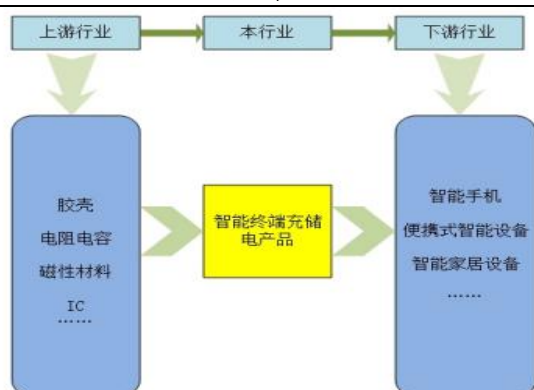 上游行业
本行业
下游行业
胶壳
电阻电容
磁性材料
IC
……
智能终端充储
电产品
智能手机
便携式智能设备
智能家居设备
……